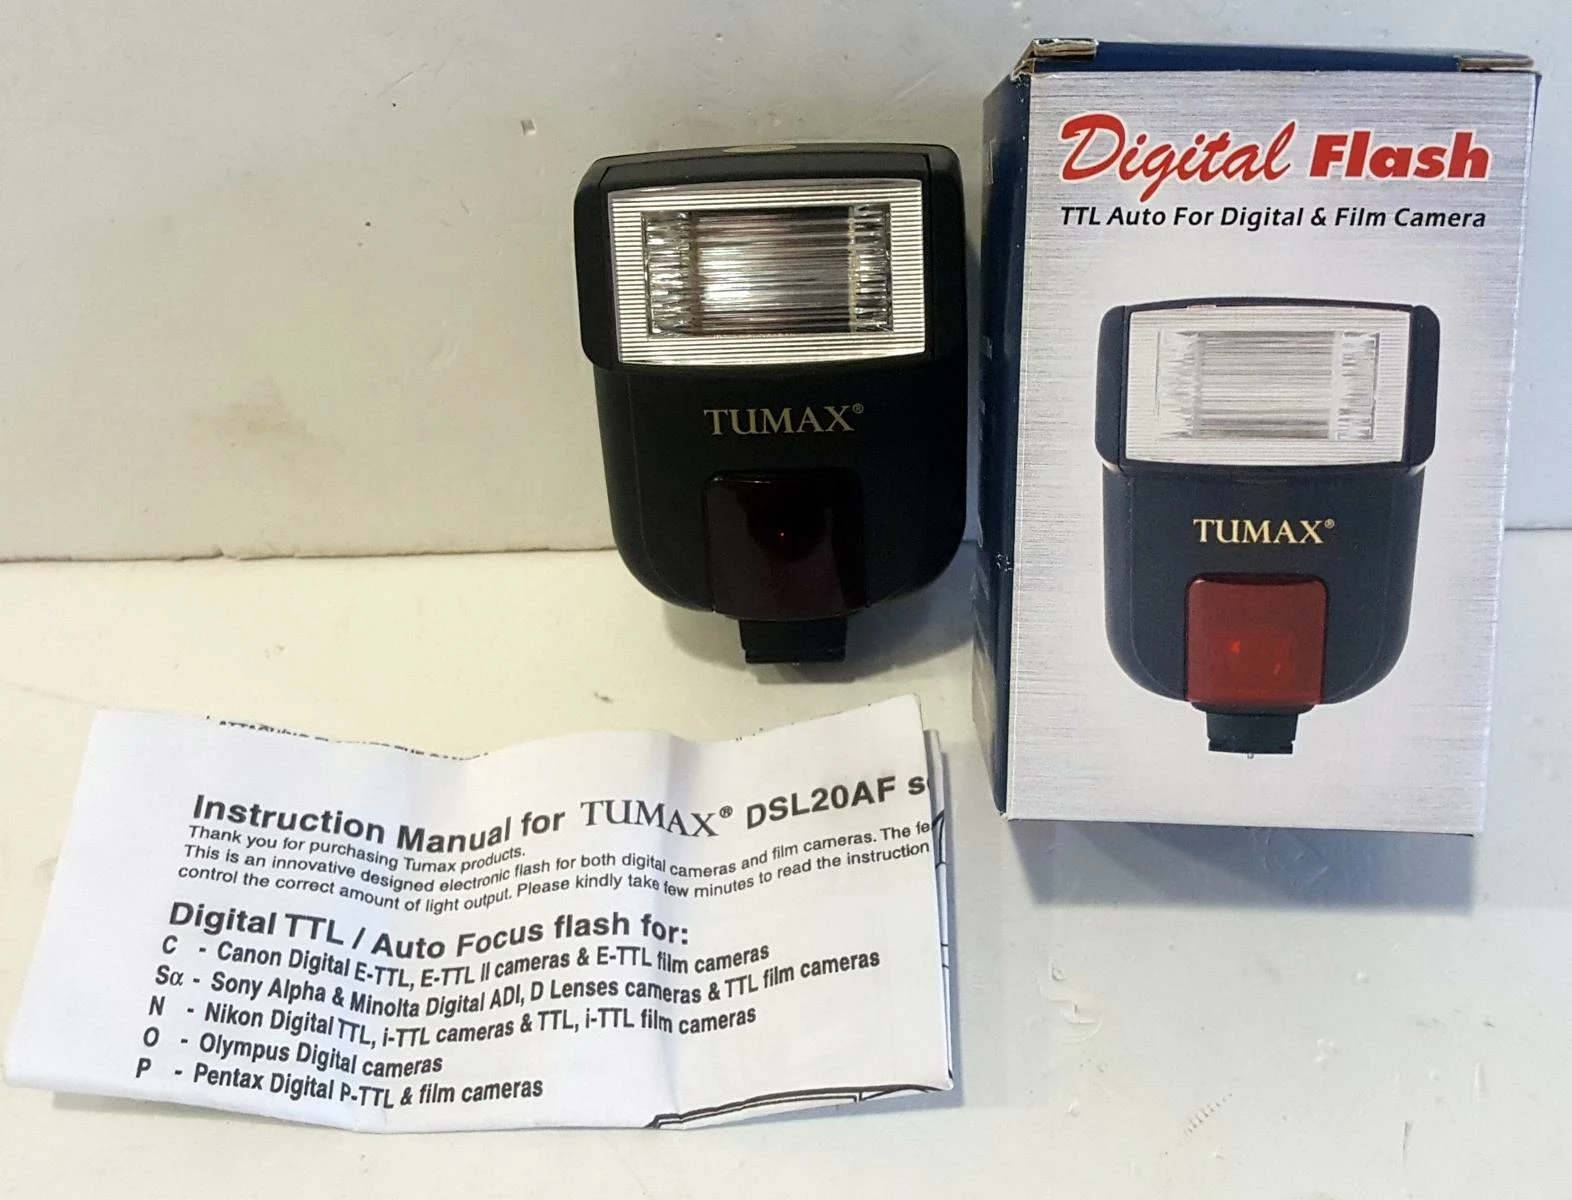 Digital Flash
TTL Auto For Digital & Film Camera
TUMAX®
TUMAX®
Instruction Manual for TUMAX® DSL20AF
Thank you for purchasing Tumax products.
This is an innovative designed electronic flash for both digital cameras and film cameras. The
control the correct amount of light output. Please kindly take few minutes to read the instruction
Digital TTL / Auto Focus flash for:
C - Canon Digital E-TTL, E-TTL II cameras & E-TTL film cameras
Sα - Sony Alpha & Minolta Digital ADI, D Lenses cameras & TTL film cameras
N - Nikon Digital TTL, i-TTL cameras & TTL, i-TTL film cameras
O - Olympus Digital cameras
P - Pentax Digital P-TTL & film cameras